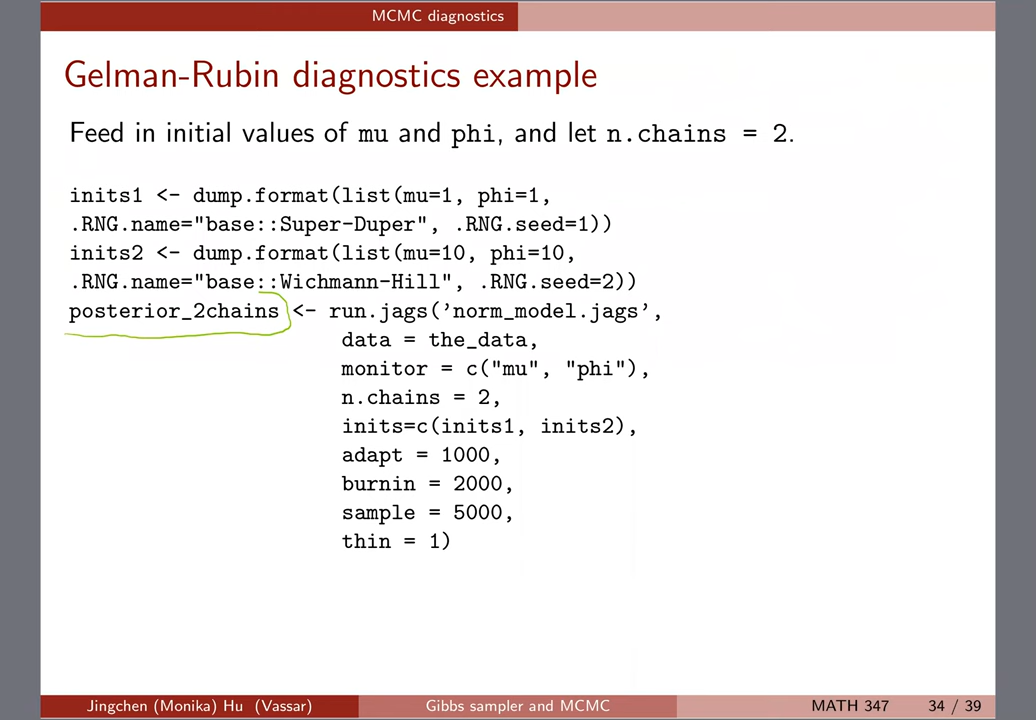 MCMC diagnostics
Gelman-Rubin diagnostics example
Feed in initial values of mu and phi, and let n.chains = 2.
inits1 <- dump.format(list(mu=1, phi=1,
.RNG.name="base::Super-Duper", .RNG.seed=1))
inits2 <- dump.format(list(mu=10, phi=10,
.RNG.name="base::Wichmann-Hill", .RNG.seed=2))
posterior_2chains <- run.jags('norm_model.jags',
data = the_data,
monitor = c("mu", "phi"),
n.chains = 2,
inits=c(inits1, inits2),
adapt = 1000,
burnin = 2000,
sample = 5000,
thin = 1)
Jingchen (Monika) Hu (Vassar) Gibbs sampler and MCMC MATH 347 34 / 39